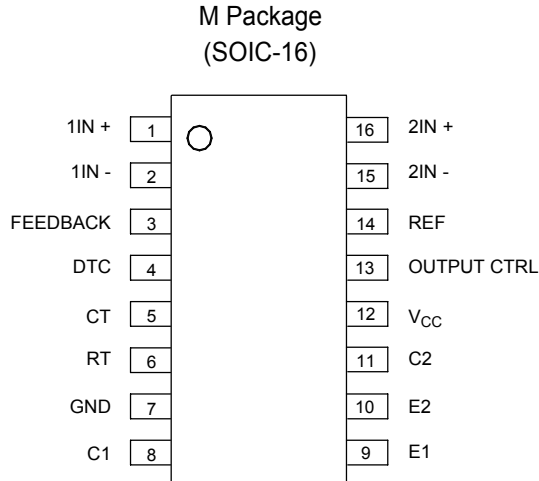 M Package
(SOIC-16)
1IN + 1 16 2IN +
1IN - 2 15 2IN -
FEEDBACK 3 14 REF
DTC 4 13 OUTPUT CTRL
CT 5 12 VCC
RT 6 11 C2
GND 7 10 E2
C1 8 9 E1